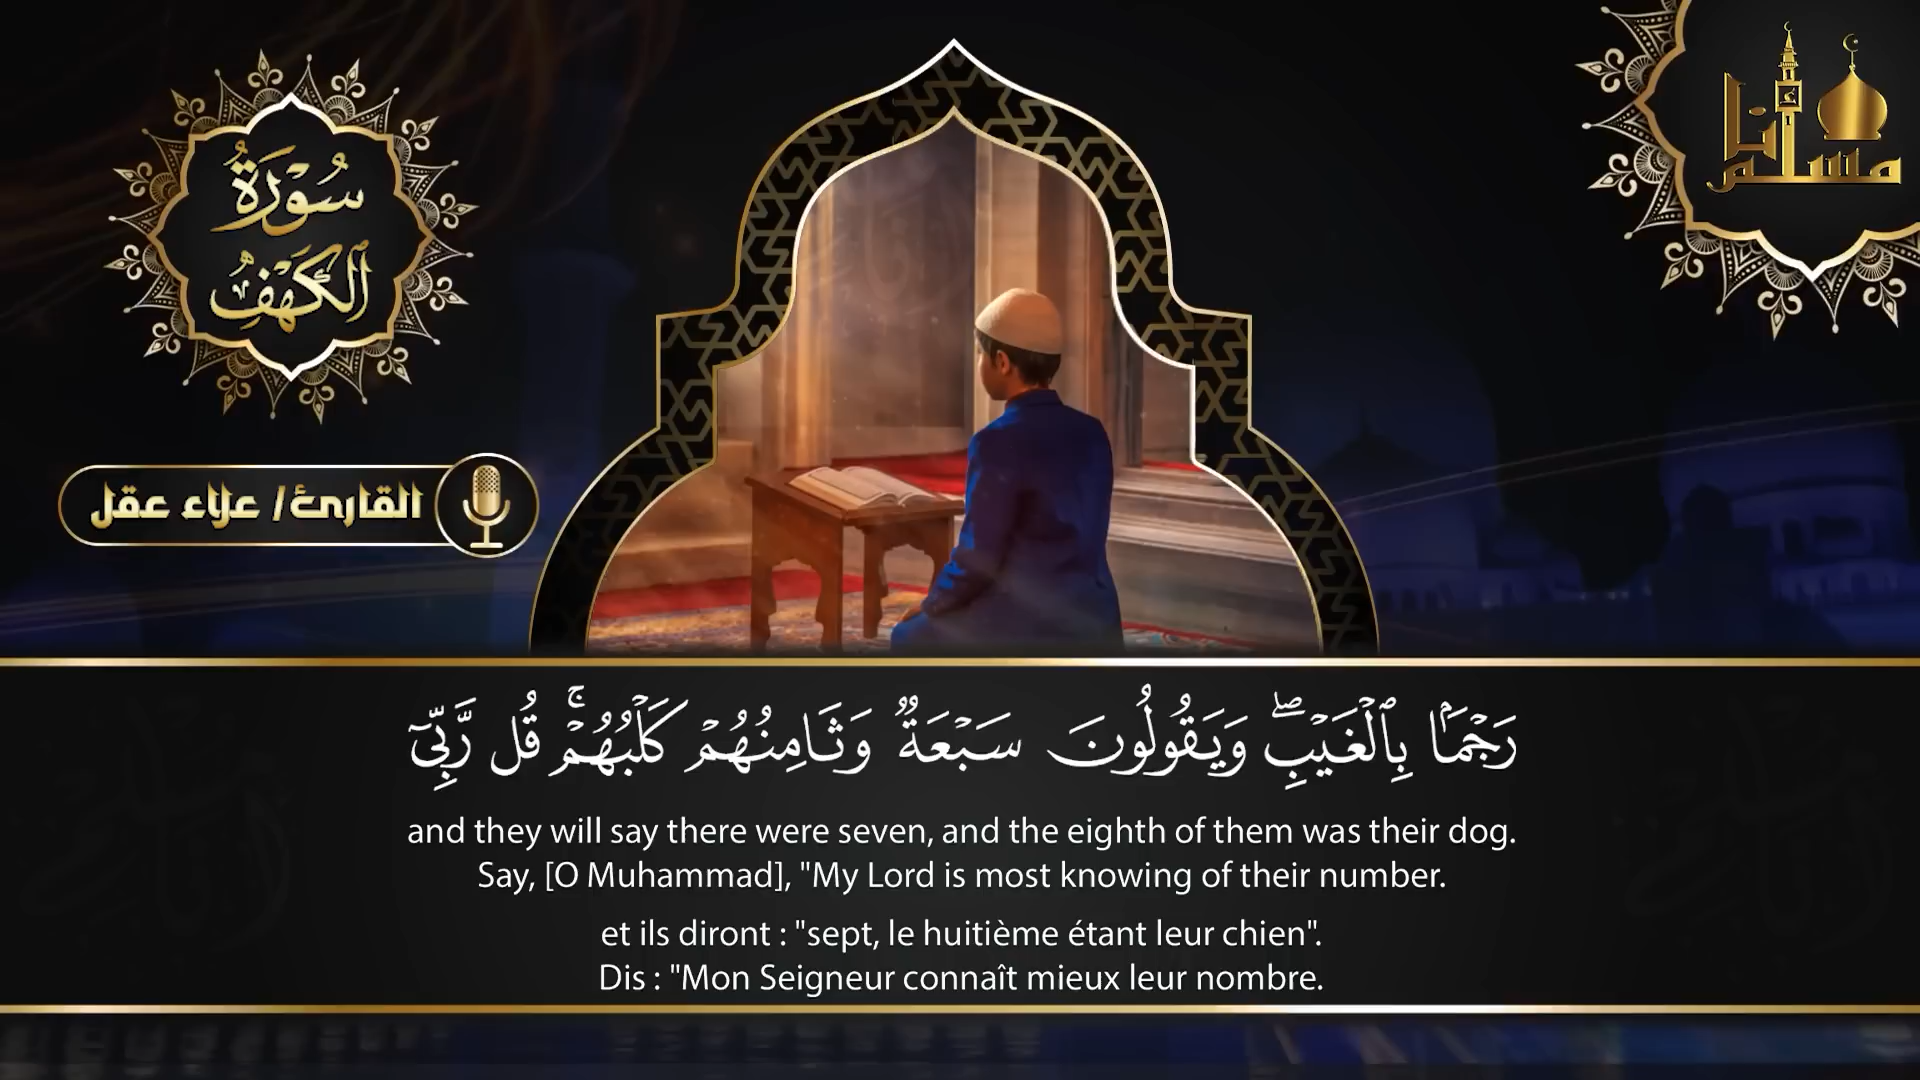 سُورَةُ
الكَهْفِ
أنا
مسلم
القارئ/ علاء عقل
رَجْمَۢا بِٱلْغَيْبِۖ وَيَقُولُونَ سَبْعَةٌ وَثَامِنُهُمْ كَلْبُهُمْۚ قُل رَّبِّىٓ
and they will say there were seven, and the eighth of them was their dog.
Say, [O Muhammad], "My Lord is most knowing of their number.
et ils diront : "sept, le huitième étant leur chien".
Dis : "Mon Seigneur connaît mieux leur nombre.